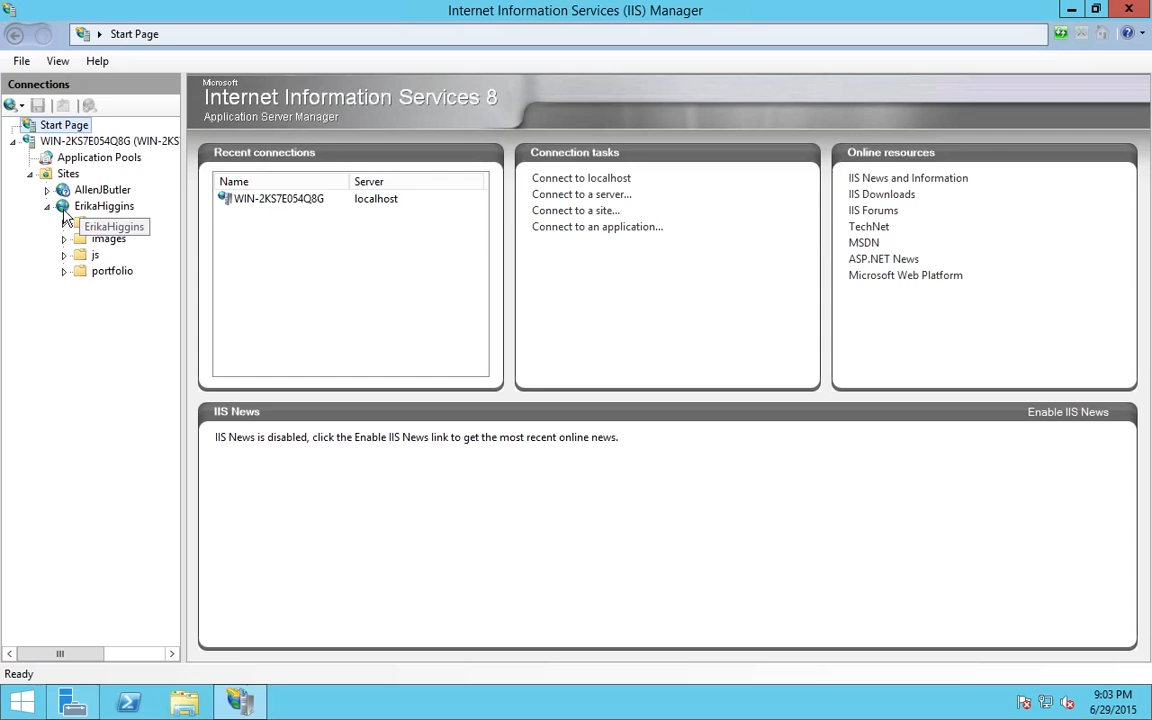 Internet Information Services (IIS) Manager
Start Page
File View Help
Connections
Start Page
WIN-2KS7E054Q8G (WIN-2KS
Application Pools
Sites
AllenJButler
ErikaHiggins
ErikaHiggins
images
js
portfolio
Microsoft
Internet Information Services 8
Application Server Manager
Recent connections
Name Server
WIN-2KS7E054Q8G localhost
Connection tasks
Connect to localhost
Connect to a server...
Connect to a site...
Connect to an application...
Online resources
IIS News and Information
IIS Downloads
IIS Forums
TechNet
MSDN
ASP.NET News
Microsoft Web Platform
IIS News
Enable IIS News
IIS News is disabled, click the Enable IIS News link to get the most recent online news.
Ready
9:03 PM
6/29/2015